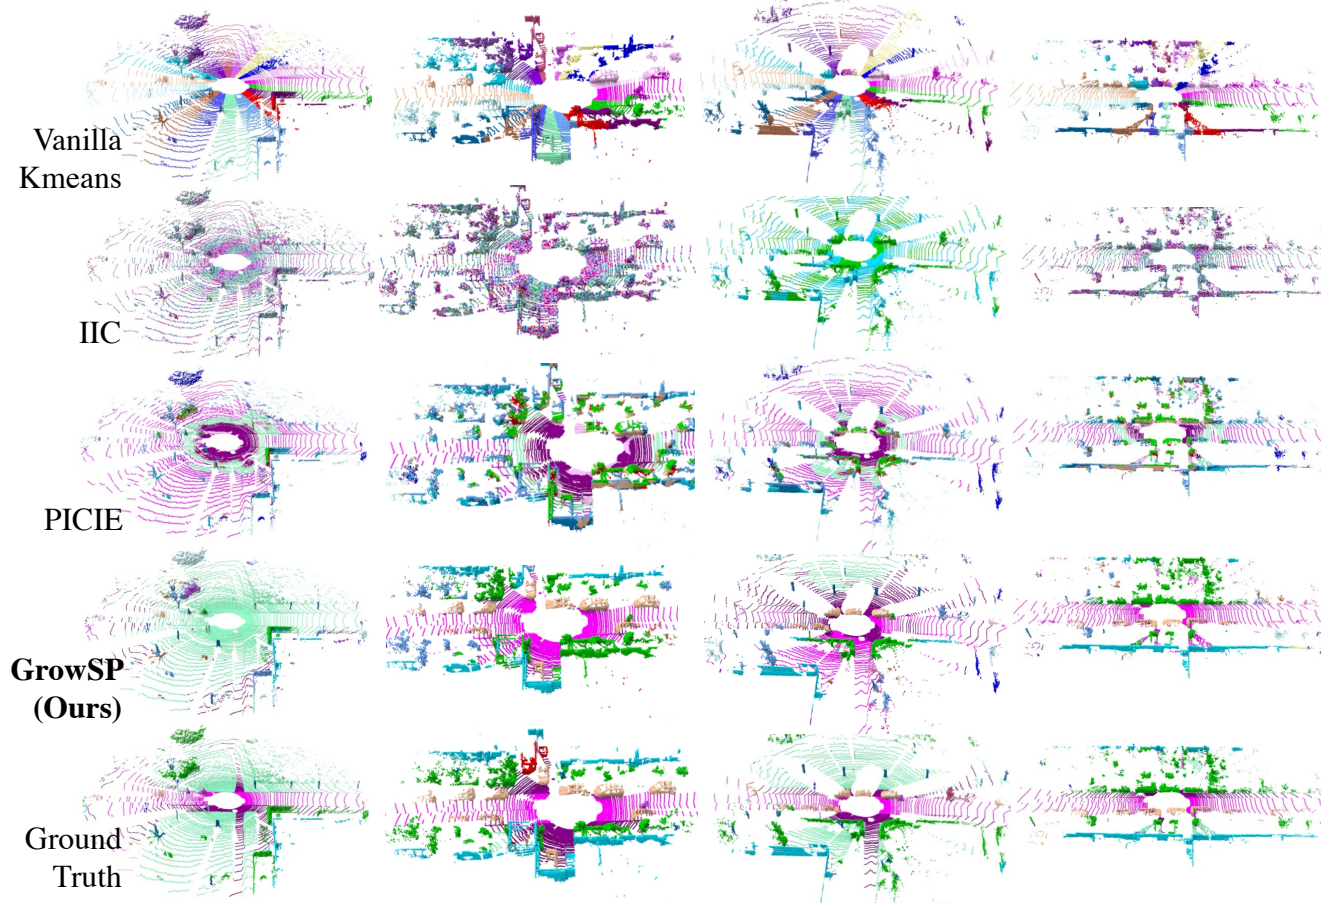 Vanilla
Kmeans
IIC
PICIE
GrowSP
(Ours)
Ground
Truth